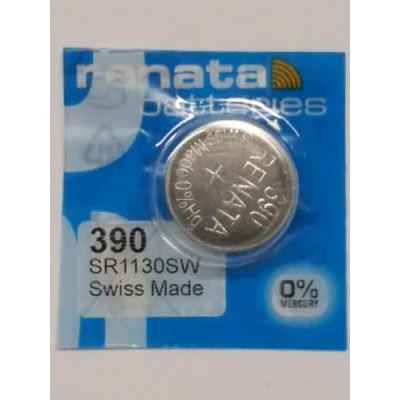 renata
batteries
RENATA
390
Swiss Made 0%Hg
+
390
SR1130SW
Swiss Made
0%
MERCURY